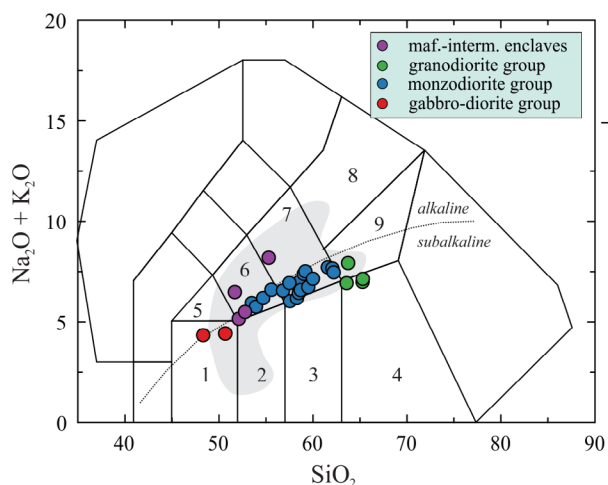 20
15
10
5
0
Na₂O + K₂O
maf.-interm. enclaves
granodiorite group
monzodiorite group
gabbro-diorite group
8
7
9
alkaline
subalkaline
6
5
1
2
3
4
40
50
60
70
80
90
SiO₂